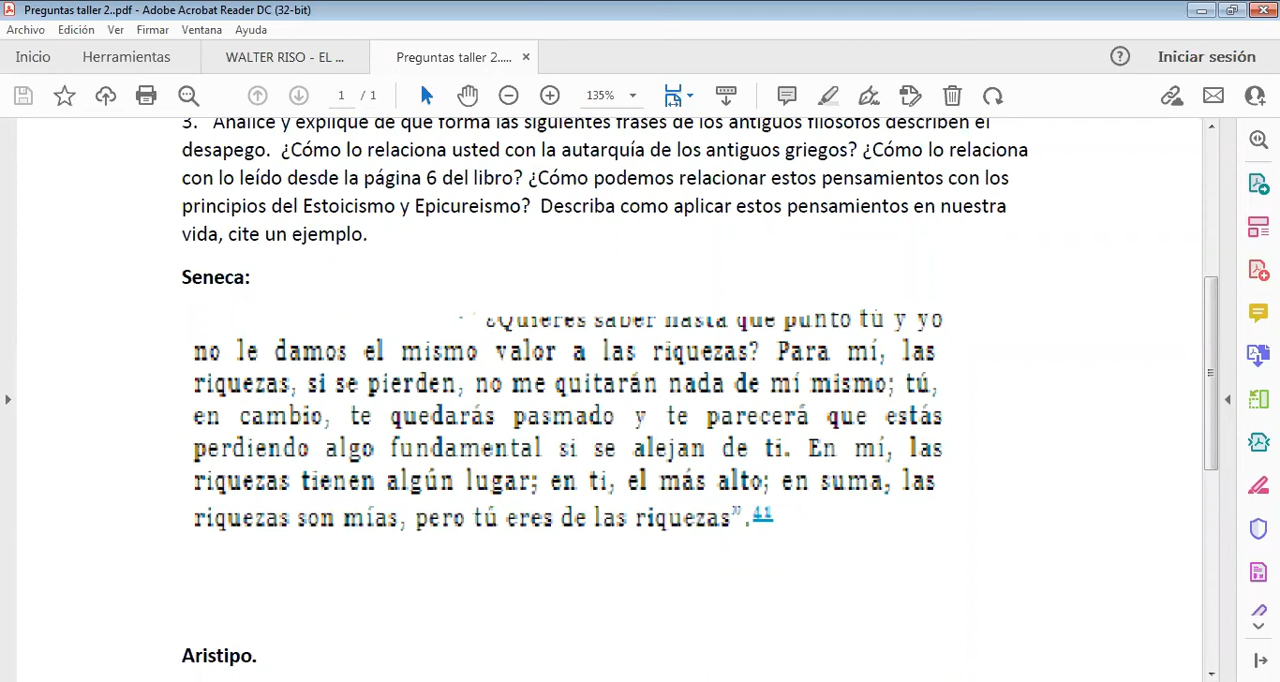 Preguntas taller 2..pdf - Adobe Acrobat Reader DC (32-bit)
Archivo Edición Ver Firmar Ventana Ayuda
Inicio Herramientas WALTER RISO - EL ... Preguntas taller 2..... × ? Iniciar sesión
1 / 1 135%
3. Analice y explique de que forma las siguientes frases de los antiguos filósofos describen el
desapego. ¿Cómo lo relaciona usted con la autarquía de los antiguos griegos? ¿Cómo lo relaciona
con lo leído desde la página 6 del libro? ¿Cómo podemos relacionar estos pensamientos con los
principios del Estoicismo y Epicureismo? Describa como aplicar estos pensamientos en nuestra
vida, cite un ejemplo.
Seneca:
¿Quieres saber hasta que punto tú y yo
no le damos el mismo valor a las riquezas? Para mí, las
riquezas, si se pierden, no me quitarán nada de mí mismo; tú,
en cambio, te quedarás pasmado y te parecerá que estás
perdiendo algo fundamental si se alejan de ti. En mí, las
riquezas tienen algún lugar; en ti, el más alto; en suma, las
riquezas son mías, pero tú eres de las riquezas”.41
Aristipo.